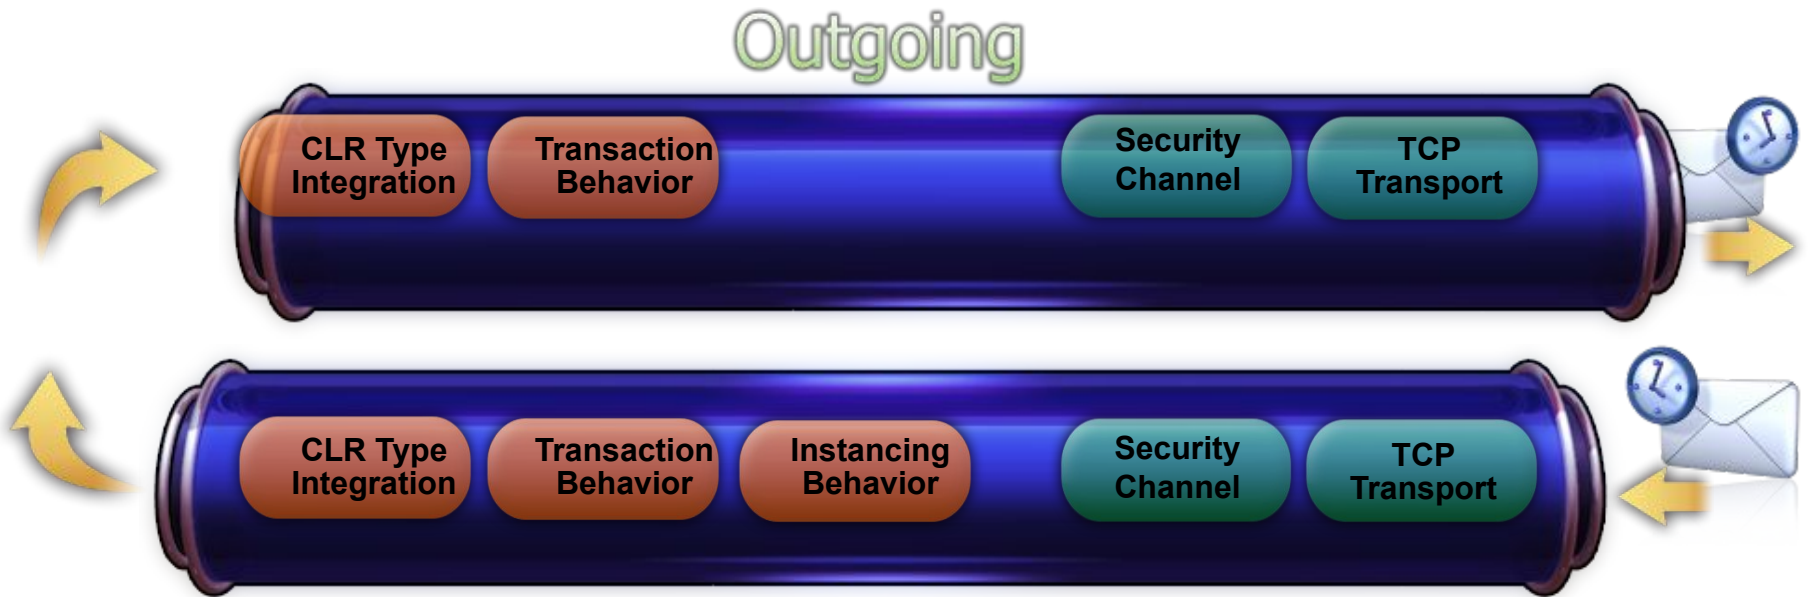 Outgoing
CLR Type
Integration
Transaction
Behavior
Security
Channel
TCP
Transport
CLR Type
Integration
Transaction
Behavior
Instancing
Behavior
Security
Channel
TCP
Transport